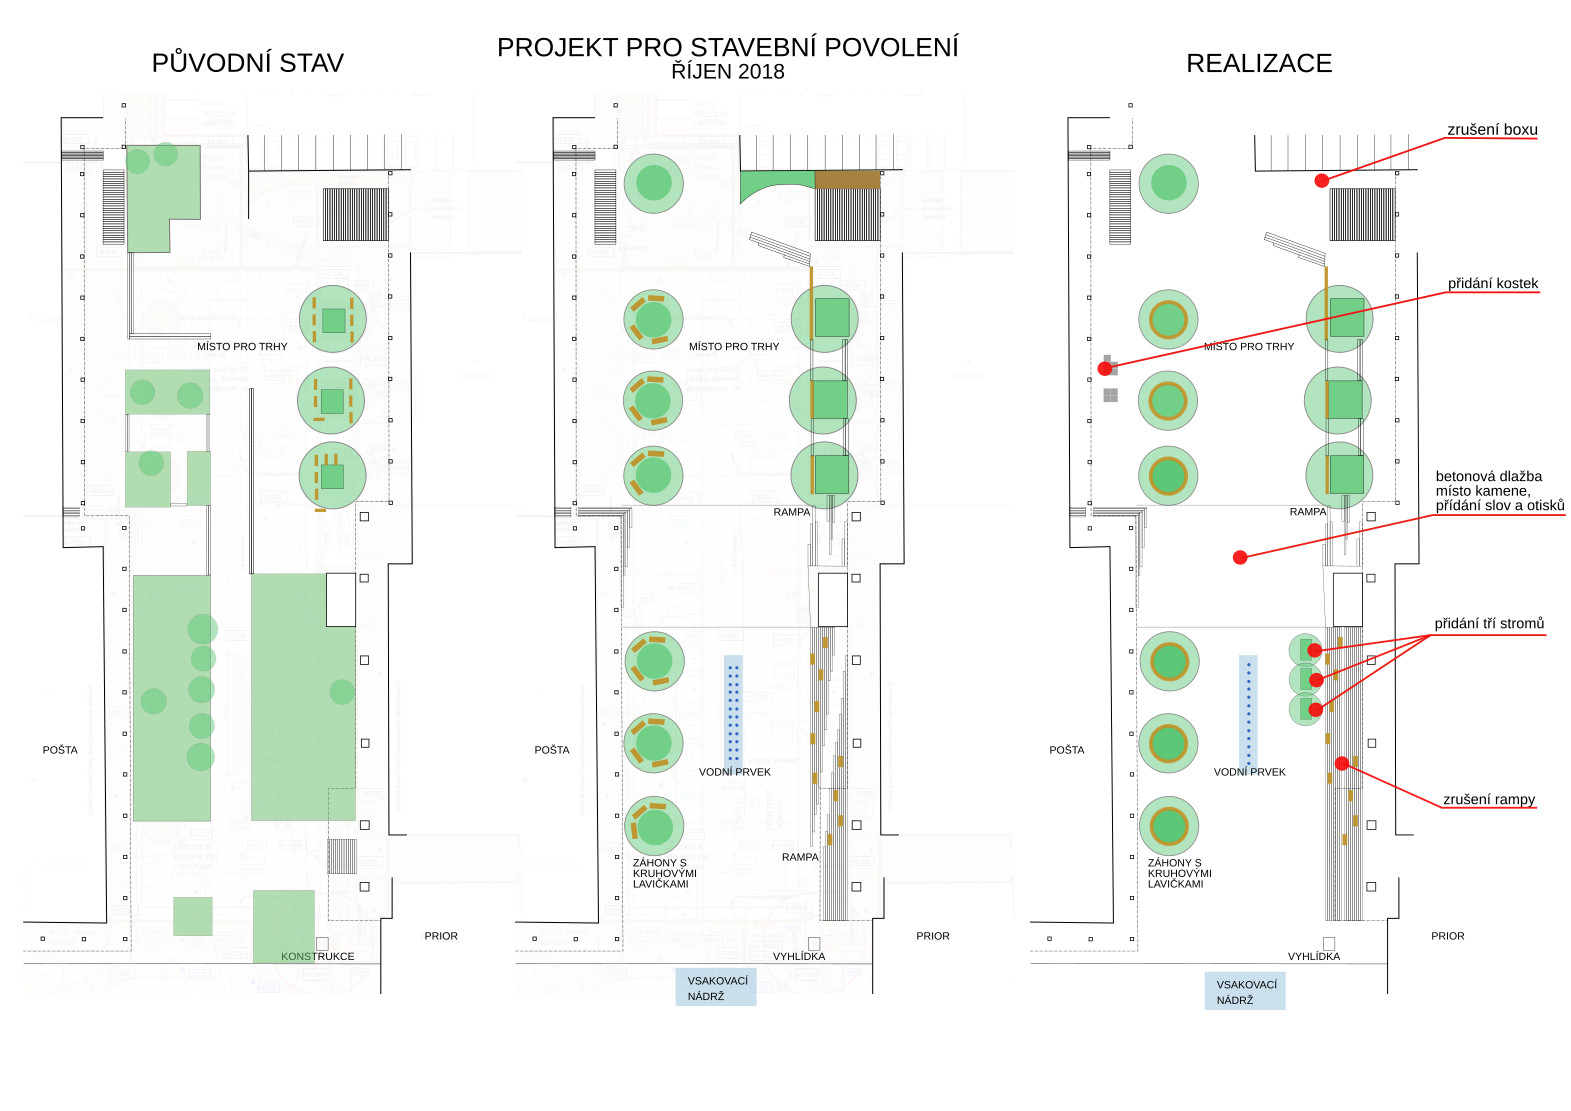 PŮVODNÍ STAV
MÍSTO PRO TRHY
POŠTA
PRIOR
KONSTRUKCE
PROJEKT PRO STAVEBNÍ POVOLENÍ
ŘÍJEN 2018
MÍSTO PRO TRHY
RAMPA
POŠTA
VODNÍ PRVEK
RAMPA
ZÁHONY S
KRUHOVÝMI
LAVIČKAMI
PRIOR
VYHLÍDKA
VSAKOVACÍ
NÁDRŽ
REALIZACE
zrušení boxu
přidání kostek
MÍSTO PRO TRHY
betonová dlažba
místo kamene,
přídání slov a otisků
RAMPA
přidání tří stromů
POŠTA
VODNÍ PRVEK
zrušení rampy
ZÁHONY S
KRUHOVÝMI
LAVIČKAMI
PRIOR
VYHLÍDKA
VSAKOVACÍ
NÁDRŽ